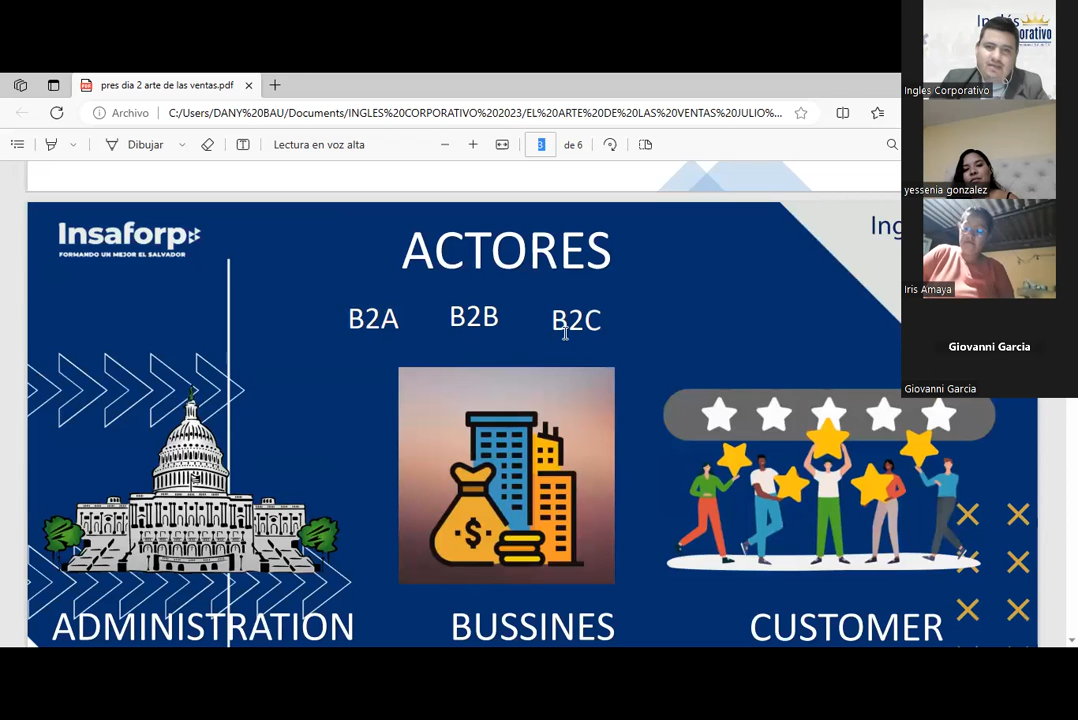 pres dia 2 arte de las ventas.pdf
Archivo
C:/Users/DANY%20BAU/Documents/INGLES%20CORPORATIVO%202023/EL%20ARTE%20DE%20LAS%20VENTAS%20JULIO%...
Dibujar
Lectura en voz alta
3 de 6
Insaforp
FORMANDO UN MEJOR EL SALVADOR
ACTORES
B2A
B2B
B2C
$
ADMINISTRATION
BUSSINES
CUSTOMER
Ingles Corporativo
yessenia gonzalez
Iris Amaya
Giovanni Garcia
Giovanni Garcia